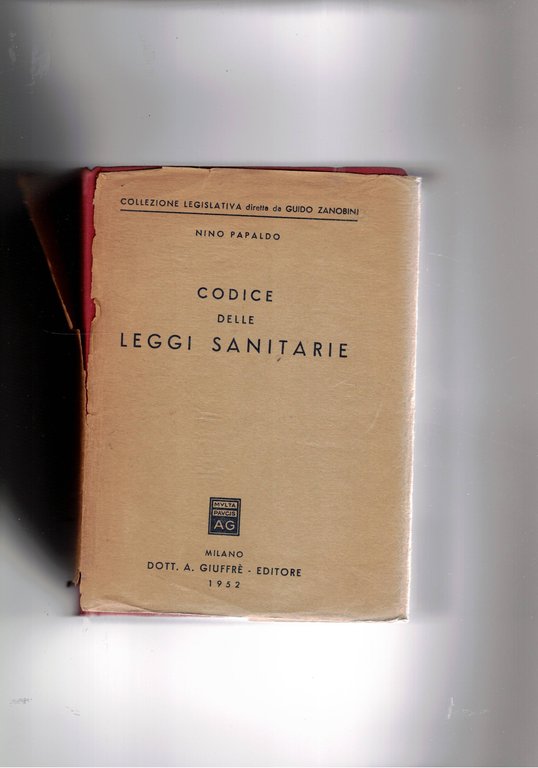 COLLEZIONE LEGISLATIVA diretta da GUIDO ZANOBINI
NINO PAPALDO
CODICE
DELLE
LEGGI SANITARIE
MVLTA
PAVCIS
AG
MILANO
DOTT. A. GIUFFRÈ - EDITORE
1952